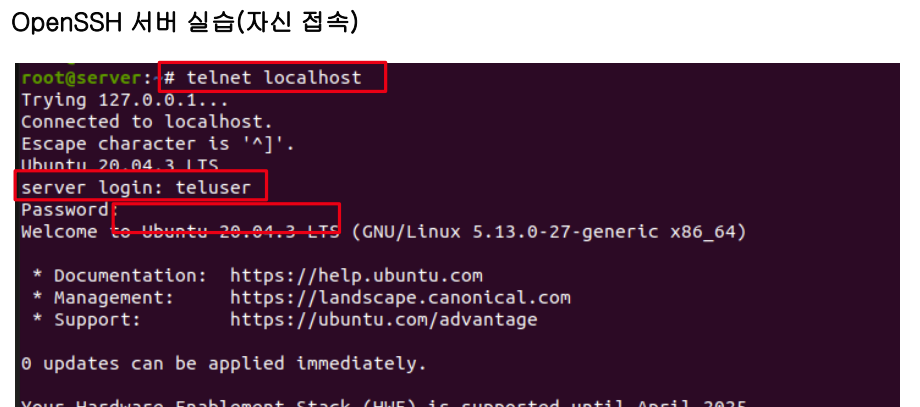 OpenSSH 서버 실습(자신 접속)
root@server:~# telnet localhost
Trying 127.0.0.1...
Connected to localhost.
Escape character is '^]'.
Ubuntu 20.04.3 LTS
server login: teluser
Password:
Welcome to Ubuntu 20.04.3 LTS (GNU/Linux 5.13.0-27-generic x86_64)
* Documentation: https://help.ubuntu.com
* Management: https://landscape.canonical.com
* Support: https://ubuntu.com/advantage
0 updates can be applied immediately.
Your Hardware Enablement Stack (HWE) is supported until April 2025.